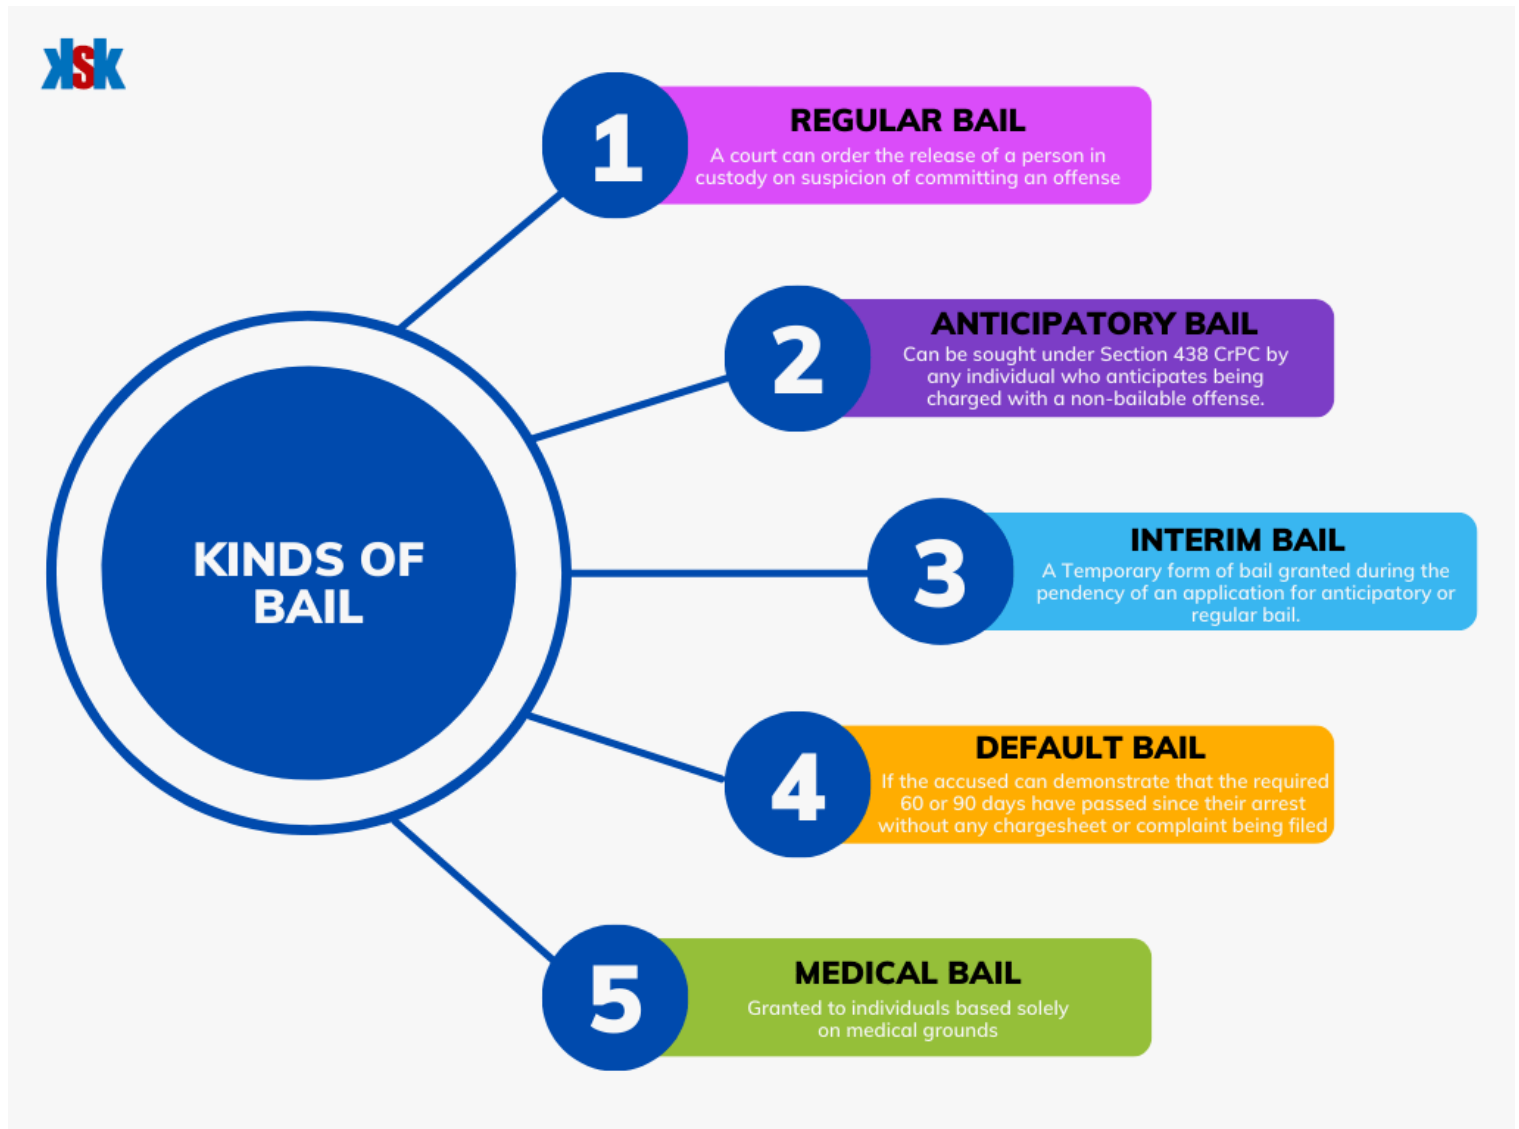 KSK
KINDS OF
BAIL
1
REGULAR BAIL
A court can order the release of a person in
custody on suspicion of committing an offense
2
ANTICIPATORY BAIL
Can be sought under Section 438 CrPC by
any individual who anticipates being
charged with a non-bailable offense.
3
INTERIM BAIL
A Temporary form of bail granted during the
pendency of an application for anticipatory or
regular bail.
4
DEFAULT BAIL
If the accused can demonstrate that the required
60 or 90 days have passed since their arrest
without any chargesheet or complaint being filed
5
MEDICAL BAIL
Granted to individuals based solely
on medical grounds